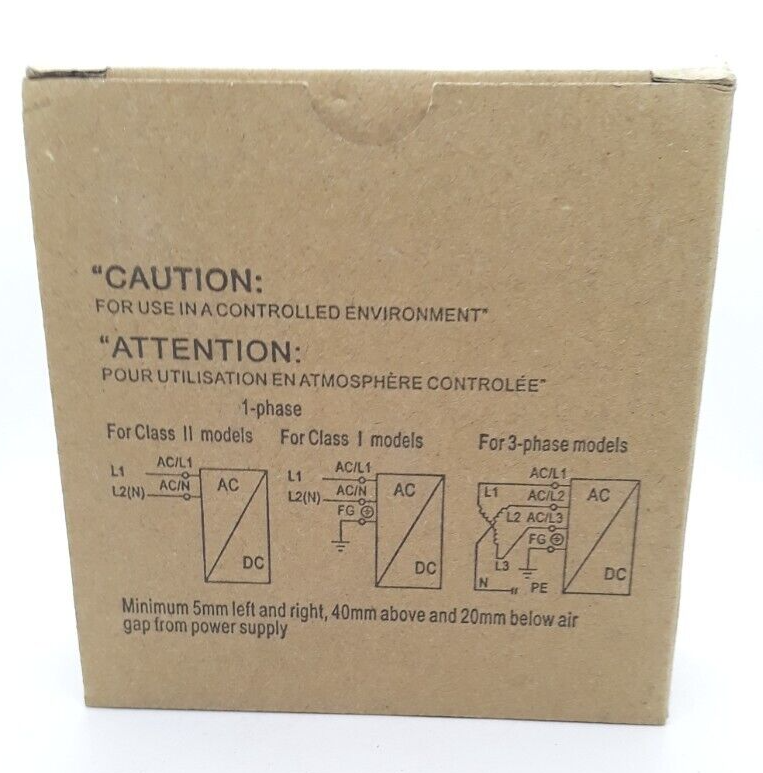 "CAUTION:
FOR USE IN A CONTROLLED ENVIRONMENT"
"ATTENTION:
POUR UTILISATION EN ATMOSPHÈRE CONTROLÉE"
1-phase
For Class II models
L1 AC/L1
L2(N) AC/N
AC
DC
For Class I models
L1 AC/L1
L2(N) AC/N
FG
AC
DC
For 3-phase models
AC/L1
L1 AC/L2
L2 AC/L3
FG
L3
N
PE
AC
DC
Minimum 5mm left and right, 40mm above and 20mm below air
gap from power supply